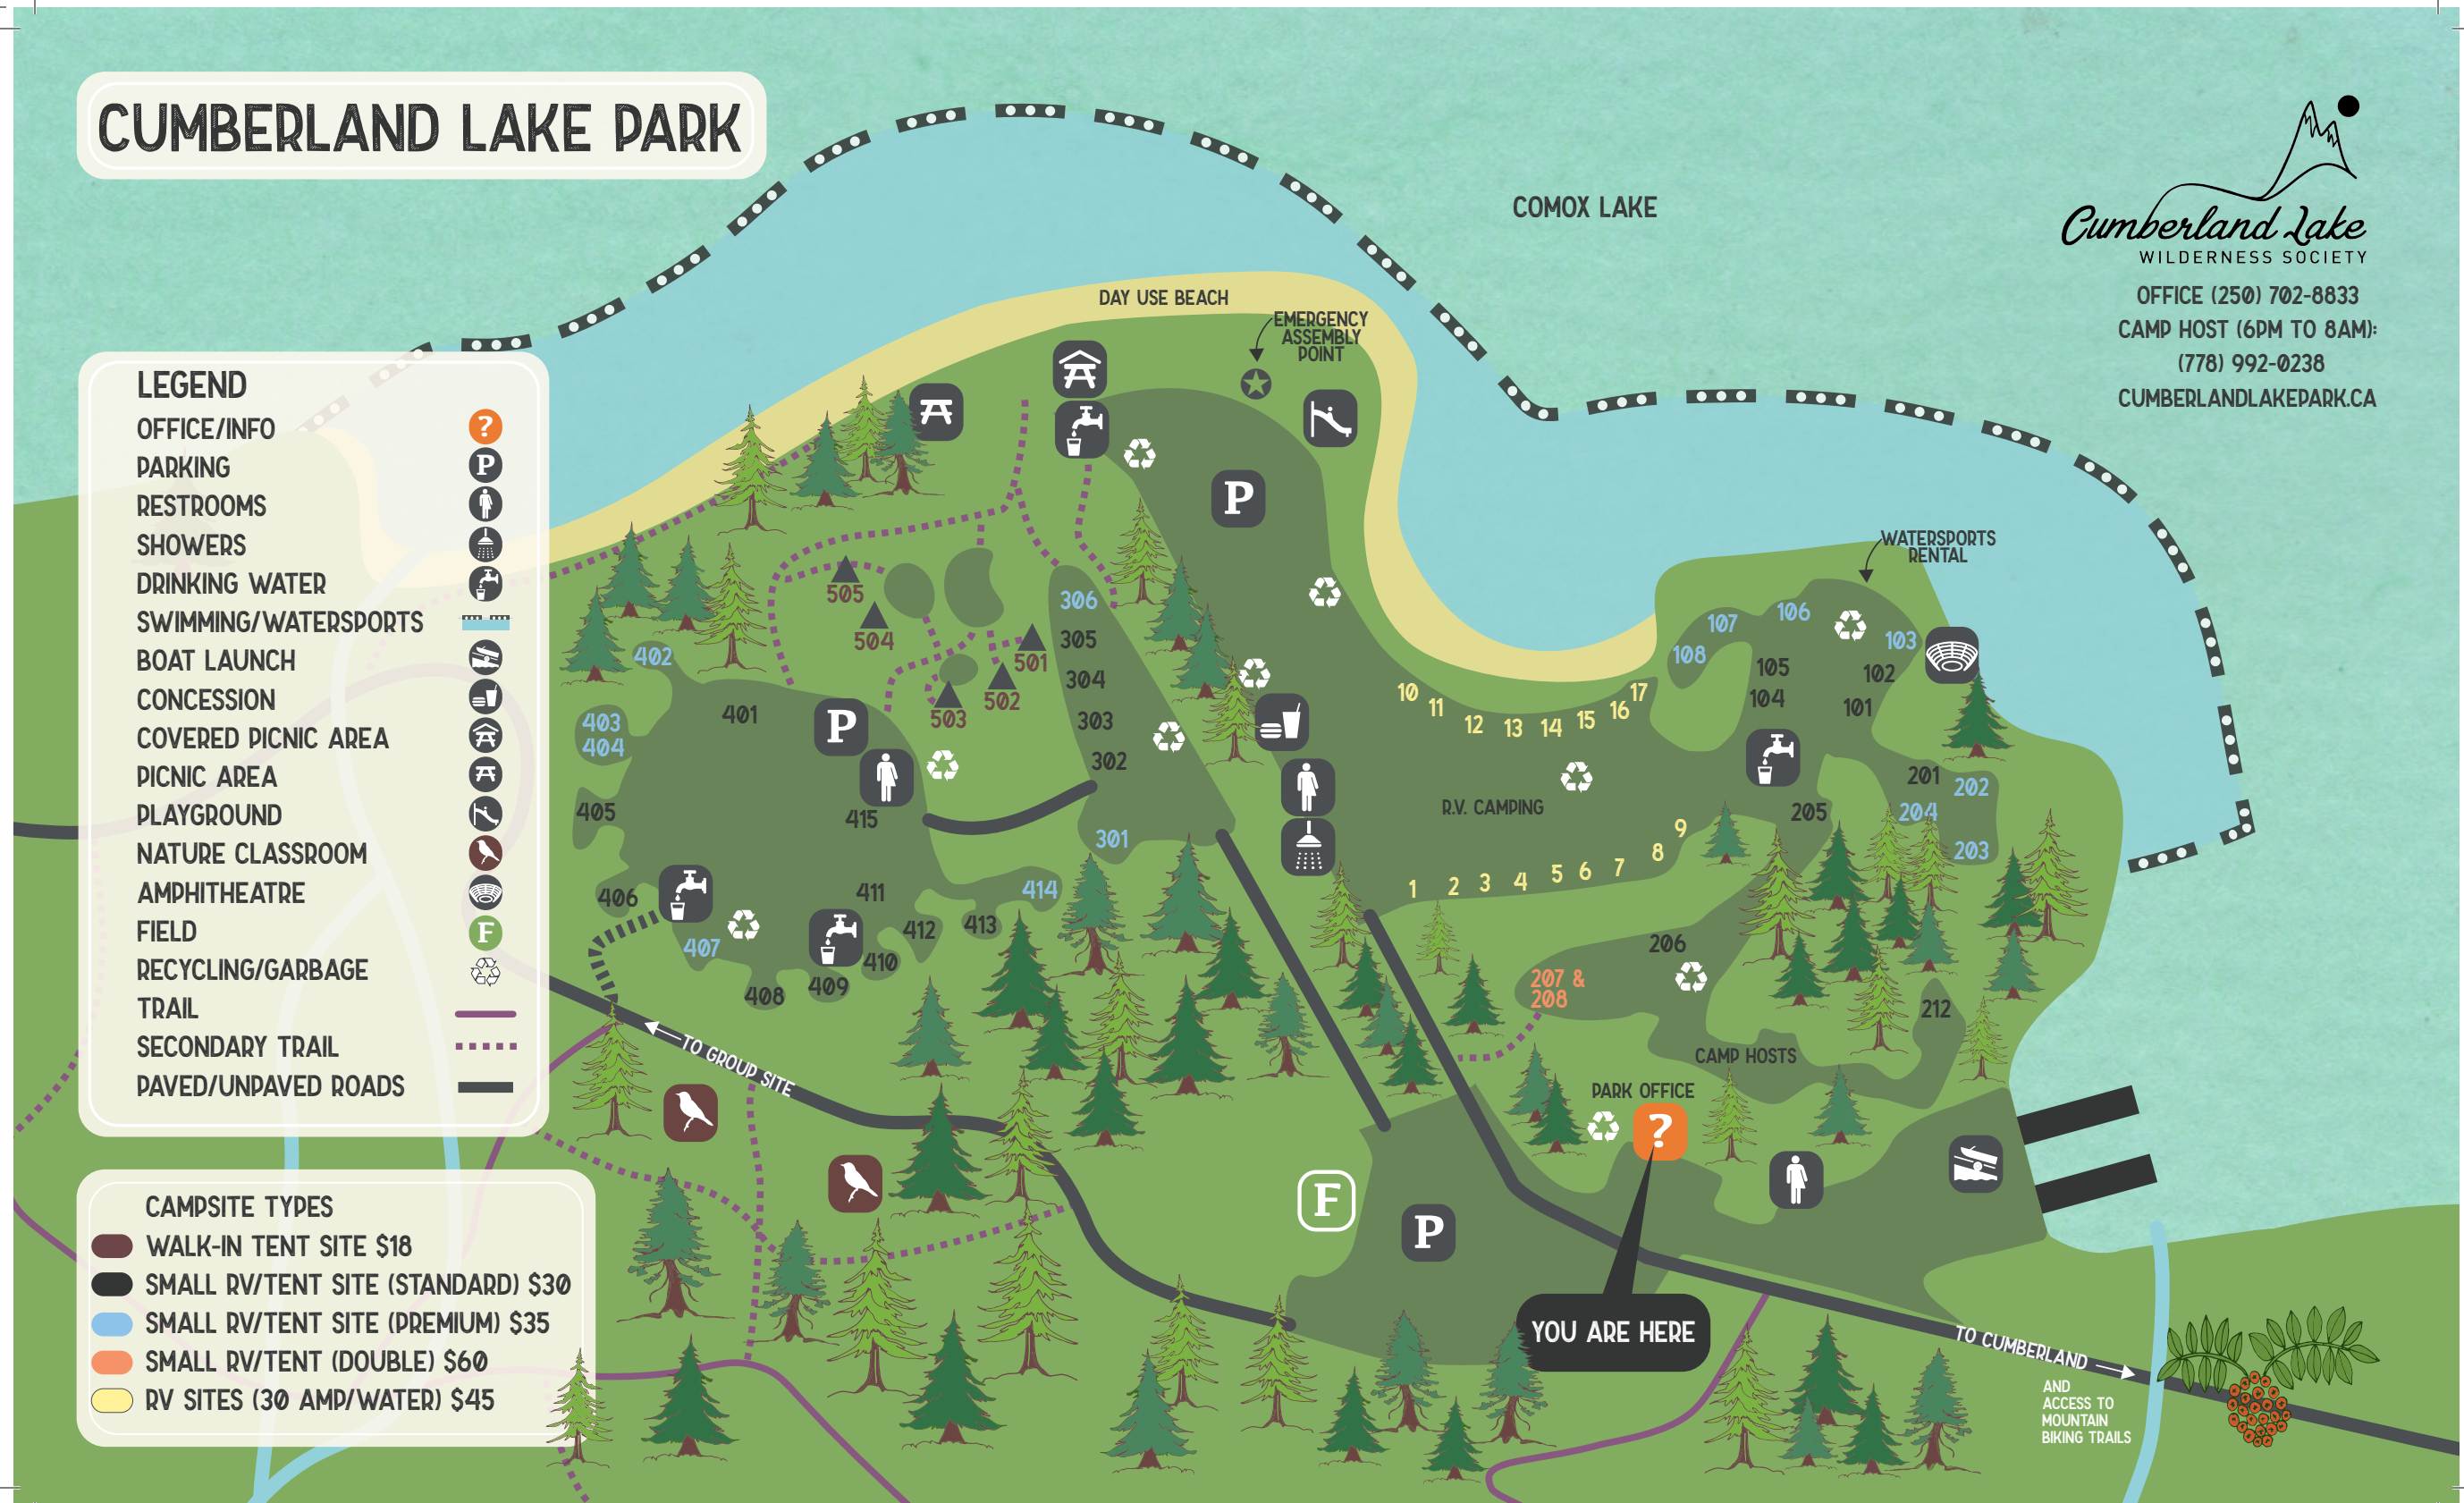 CUMBERLAND LAKE PARK
COMOX LAKE
Cumberland Lake
WILDERNESS SOCIETY
OFFICE (250) 702-8833
CAMP HOST (6PM TO 8AM):
(778) 992-0238
CUMBERLANDLAKEPARK.CA
DAY USE BEACH
EMERGENCY
ASSEMBLY
POINT
WATERSPORTS
RENTAL
LEGEND
OFFICE/INFO ?
PARKING P
RESTROOMS
SHOWERS
DRINKING WATER
SWIMMING/WATERSPORTS
BOAT LAUNCH
CONCESSION
COVERED PICNIC AREA
PICNIC AREA
PLAYGROUND
NATURE CLASSROOM
AMPHITHEATRE
FIELD F
RECYCLING/GARBAGE
TRAIL
SECONDARY TRAIL
PAVED/UNPAVED ROADS
CAMPSITE TYPES
WALK-IN TENT SITE $18
SMALL RV/TENT SITE (STANDARD) $30
SMALL RV/TENT SITE (PREMIUM) $35
SMALL RV/TENT (DOUBLE) $60
RV SITES (30 AMP/WATER) $45
P
505
504
501
502
503
306
305
304
303
302
301
402
403
404
401
P
405
415
406
407
408
409
410
411
412
413
414
10
11
12
13
14
15
16
17
R.V. CAMPING
1
2
3
4
5
6
7
8
9
108
107
106
103
105
102
104
101
201
202
204
205
203
206
207 &
208
212
CAMP HOSTS
PARK OFFICE
?
TO GROUP SITE
F
P
YOU ARE HERE
TO CUMBERLAND
AND
ACCESS TO
MOUNTAIN
BIKING TRAILS